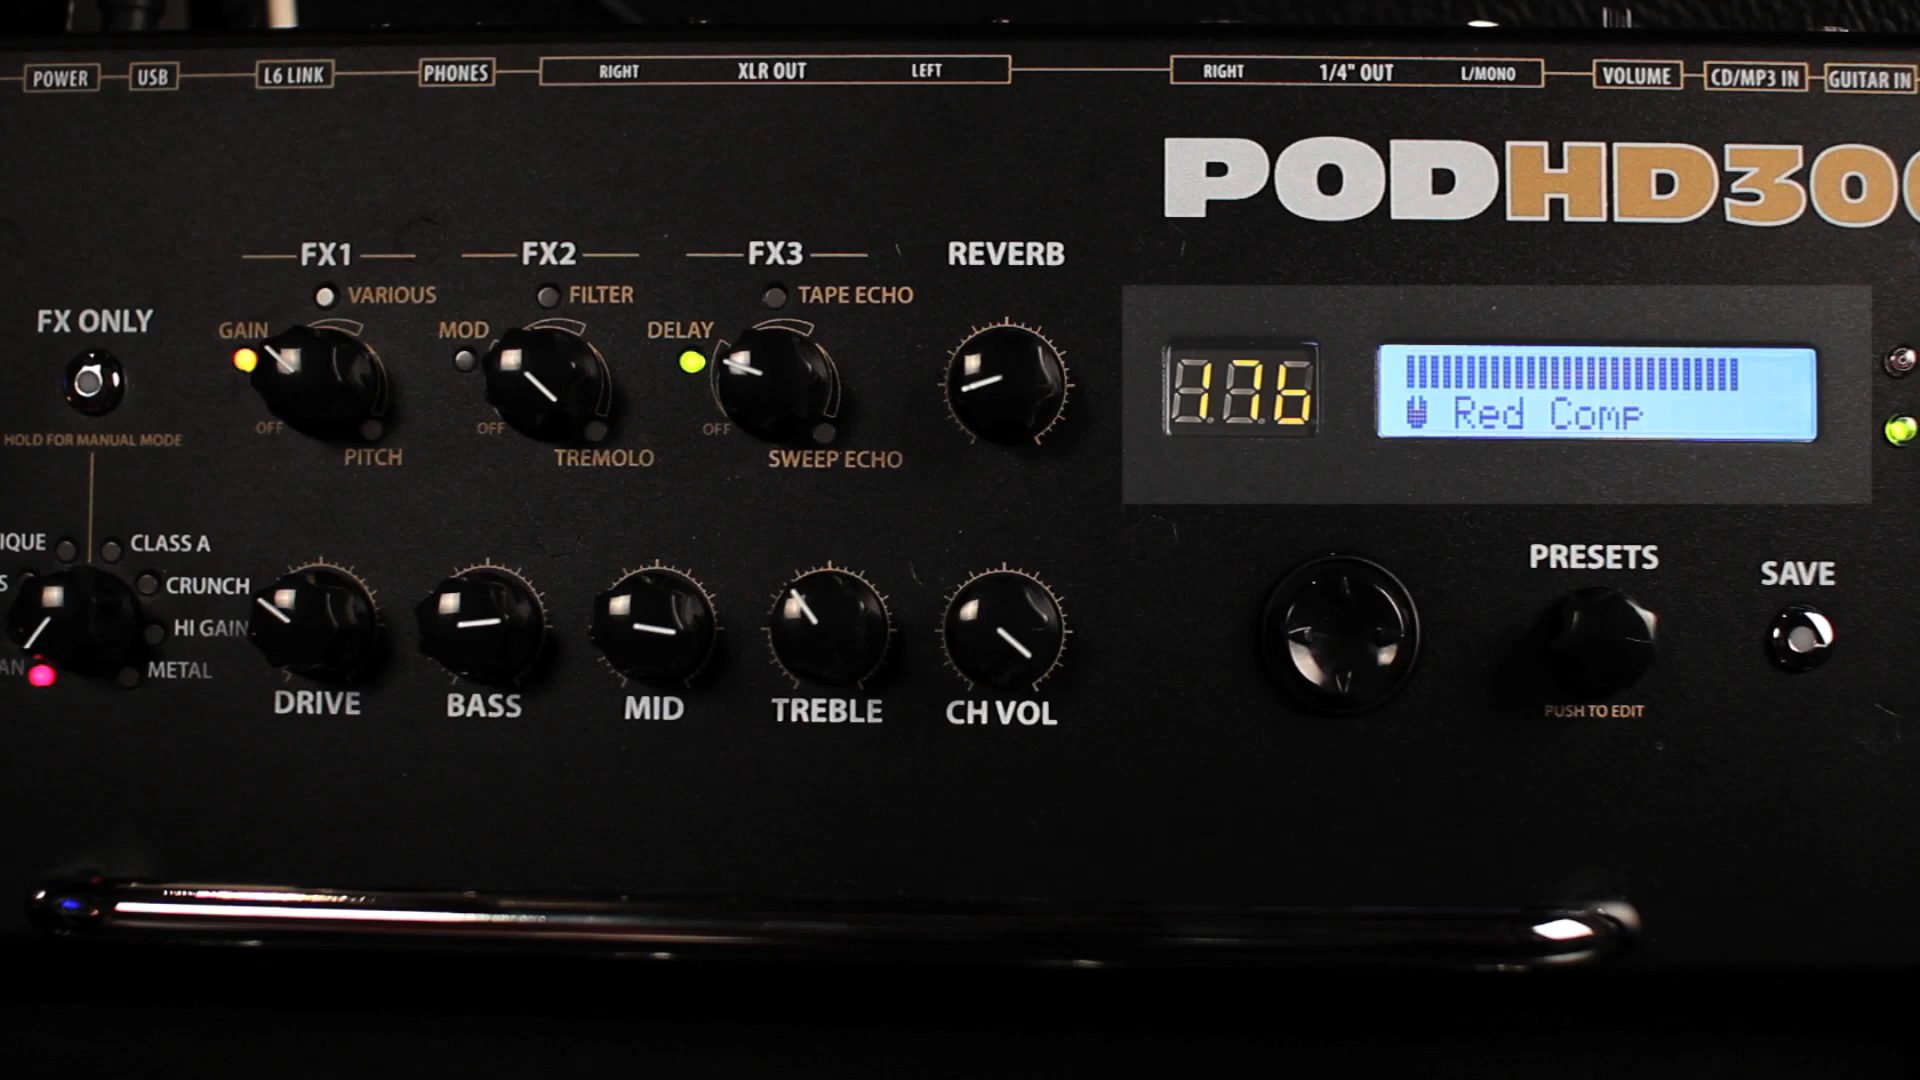 POWER USB L6 LINK PHONES RIGHT XLR OUT LEFT RIGHT 1/4" OUT L/MONO VOLUME CD/MP3 IN GUITAR IN
PODHD300
FX1 FX2 FX3 REVERB
VARIOUS FILTER TAPE ECHO
FX ONLY
GAIN MOD DELAY
17b
Red Comp
OFF OFF OFF
HOLD FOR MANUAL MODE
PITCH TREMOLO SWEEP ECHO
IQUE CLASS A
PRESETS
SAVE
S CRUNCH
HI GAIN
AN METAL
DRIVE BASS MID TREBLE CH VOL
PUSH TO EDIT